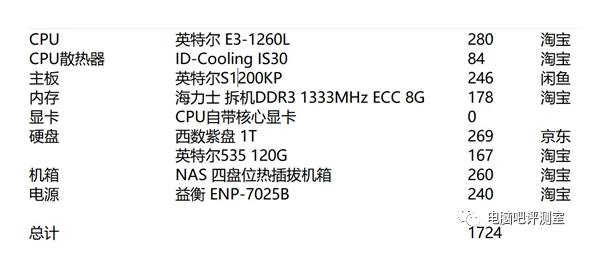 CPU 英特尔 E3-1260L 280 淘宝
CPU散热器 ID-Cooling IS30 84 淘宝
主板 英特尔S1200KP 246 闲鱼
内存 海力士 拆机DDR3 1333MHz ECC 8G 178 淘宝
显卡 CPU自带核心显卡 0
硬盘 西数紫盘 1T 269 京东
英特尔535 120G 167 淘宝
机箱 NAS 四盘位热插拔机箱 260 淘宝
电源 益衡 ENP-7025B 240 淘宝
电脑吧评测室
总计 1724